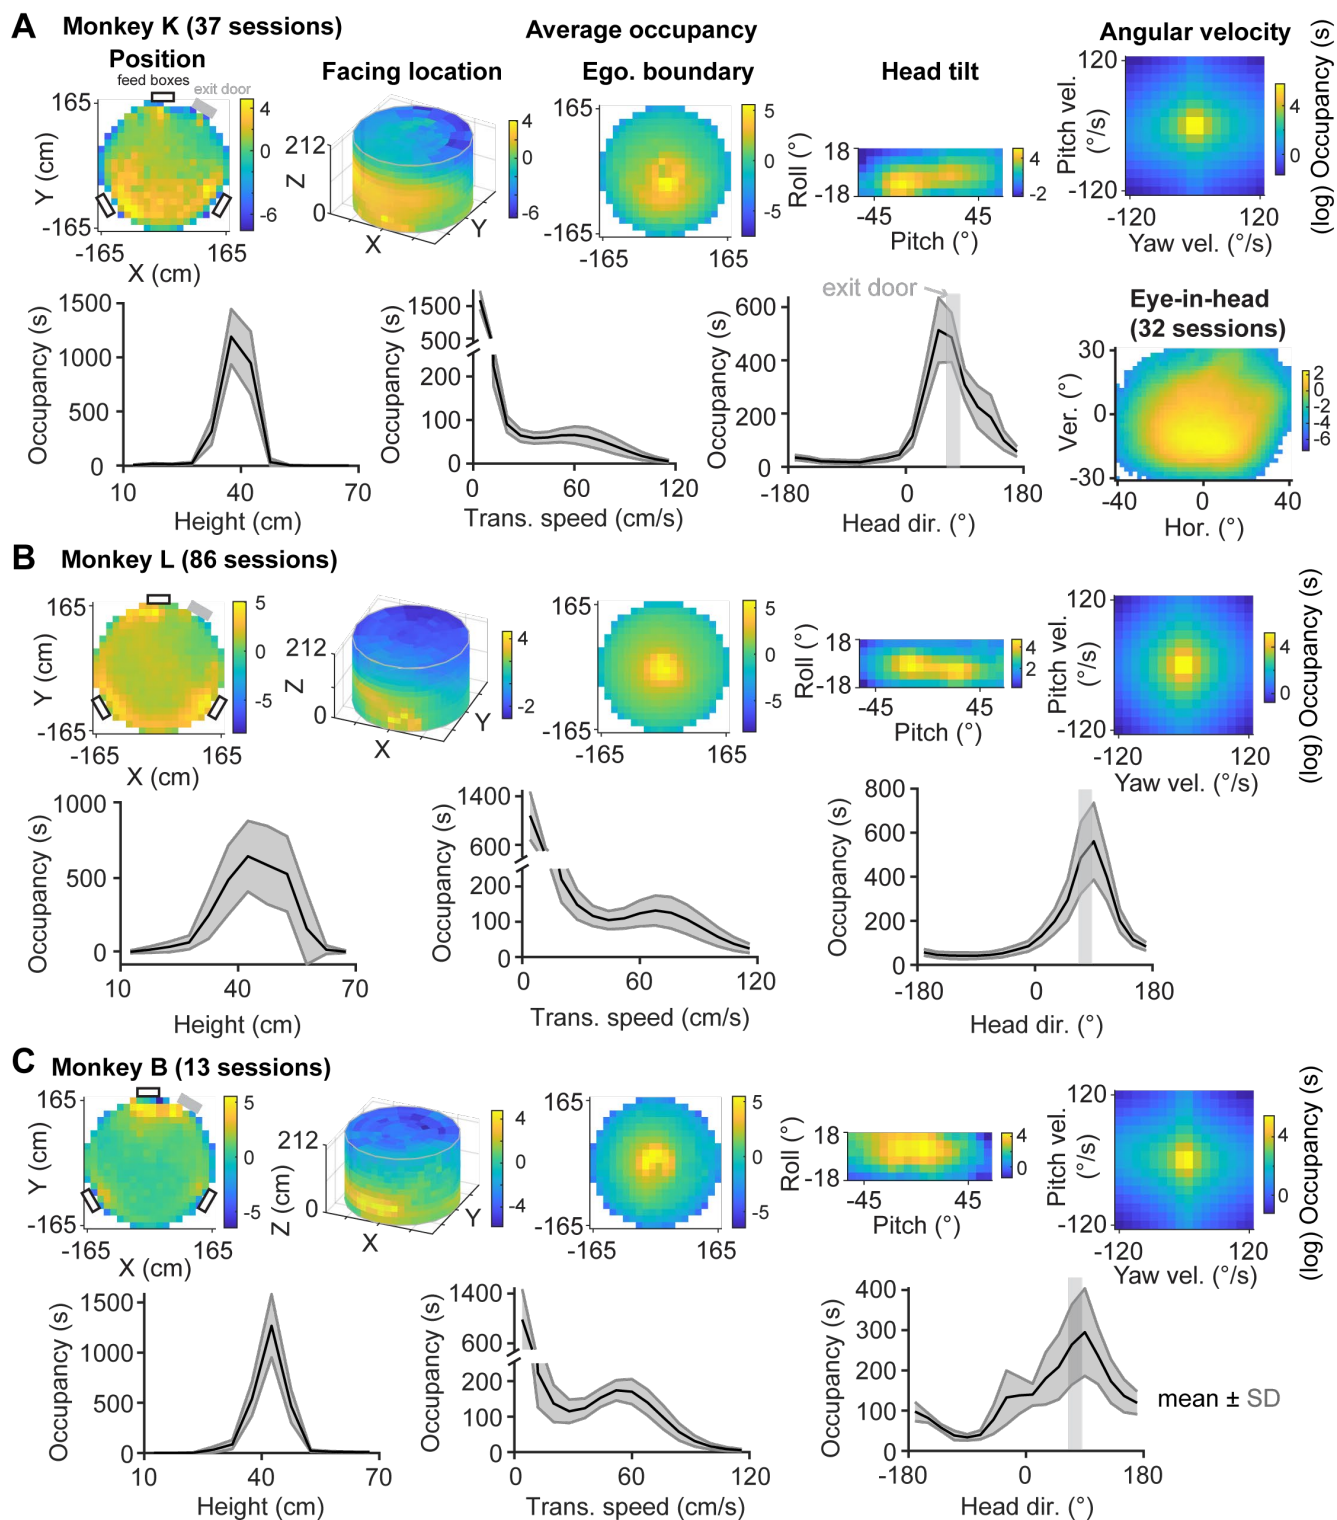 A Monkey K (37 sessions)
Average occupancy
Angular velocity
Position
Facing location
Ego. boundary
Head tilt
feed boxes
exit door
165
Y (cm)
-165
-165
165
X (cm)
4
0
-6
212
Z
0
X
Y
4
0
-6
165
-165
-165
165
5
0
-5
18
Roll (°)
-18
-45
45
Pitch (°)
4
-2
120
Pitch vel.
(°/s)
-120
-120
120
Yaw vel. (°/s)
4
0
(log) Occupancy (s)
1500
1000
500
0
Occupancy (s)
10
40
70
Height (cm)
1500
500
200
100
0
Occupancy (s)
0
60
120
Trans. speed (cm/s)
exit door
600
400
200
0
Occupancy (s)
-180
0
180
Head dir. (°)
Eye-in-head
(32 sessions)
30
0
-30
Ver. (°)
-40
0
40
Hor. (°)
2
0
-2
-4
-6
B Monkey L (86 sessions)
165
Y (cm)
-165
-165
165
X (cm)
5
0
-5
212
Z
0
X
Y
4
-2
165
-165
-165
165
5
0
-5
18
Roll (°)
-18
-45
45
Pitch (°)
4
2
120
Pitch vel.
(°/s)
-120
-120
120
Yaw vel. (°/s)
4
0
(log) Occupancy (s)
1000
500
0
Occupancy (s)
10
40
70
Height (cm)
1400
600
200
100
0
Occupancy (s)
0
60
120
Trans. speed (cm/s)
800
600
400
200
0
Occupancy (s)
-180
0
180
Head dir. (°)
C Monkey B (13 sessions)
165
Y (cm)
-165
-165
165
X (cm)
5
0
-5
212
Z (cm)
0
X
Y
4
0
-4
165
-165
-165
165
5
0
-5
18
Roll (°)
-18
-45
45
Pitch (°)
4
0
120
Pitch vel.
(°/s)
-120
-120
120
Yaw vel. (°/s)
4
0
(log) Occupancy (s)
1500
1000
500
0
Occupancy (s)
10
40
70
Height (cm)
1400
600
200
100
0
Occupancy (s)
0
60
120
Trans. speed (cm/s)
400
300
200
100
0
Occupancy (s)
-180
0
180
Head dir. (°)
mean ± SD